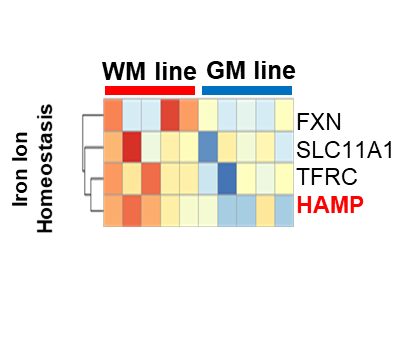 WM line GM line
Iron Ion
Homeostasis
FXN
SLC11A1
TFRC
HAMP